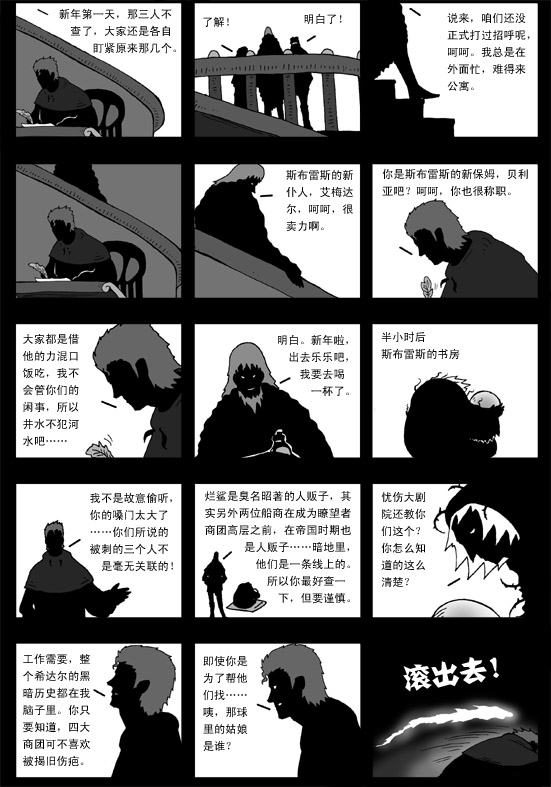 新年第一天，那三人不
查了，大家还是各自
盯紧原来那几个。
了解！
明白了！
说来，咱们还没
正式打过招呼呢，
呵呵。我总是在
外面忙，难得来
公寓。
斯布雷斯的新
仆人，艾梅达
尔，呵呵，很
卖力啊。
你是斯布雷斯的新保姆，贝利
亚吧？呵呵，你也很称职。
大家都是借
他的力混口
饭吃，我不
会管你们的
闲事，所以
井水不犯河
水吧……
明白。新年啦，
出去乐乐吧，
我要去喝
一杯了。
半小时后
斯布雷斯的书房
我不是故意偷听，
你的嗓门太大了
……你们所说的
被刺的三个人不
是毫无关联的！
烂鲨是臭名昭著的人贩子，其
实另外两位船商在成为瞭望者
商团高层之前，在帝国时期也
是人贩子……暗地里，
他们是一条线上的。
所以你最好查一
下，但要谨慎。
忧伤大剧
院还教你
们这个？
你怎么知
道的这么
清楚？
工作需要，整
个希达尔的黑
暗历史都在我
脑子里。你只
要知道，四大
商团可不喜欢
被揭旧伤疤。
即使你是
为了帮他
们找……
咦，那球
里的姑娘
是谁？
滚出去！